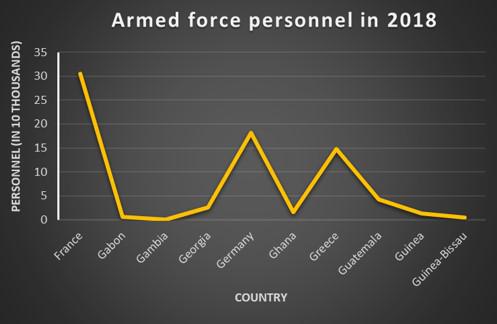 Armed force personnel in 2018
PERSONNEL (IN 10 THOUSANDS)
35
30
25
20
15
10
5
0
France
Gabon
Gambia
Georgia
Germany
Ghana
Greece
Guatemala
Guinea
Guinea-Bissau
COUNTRY